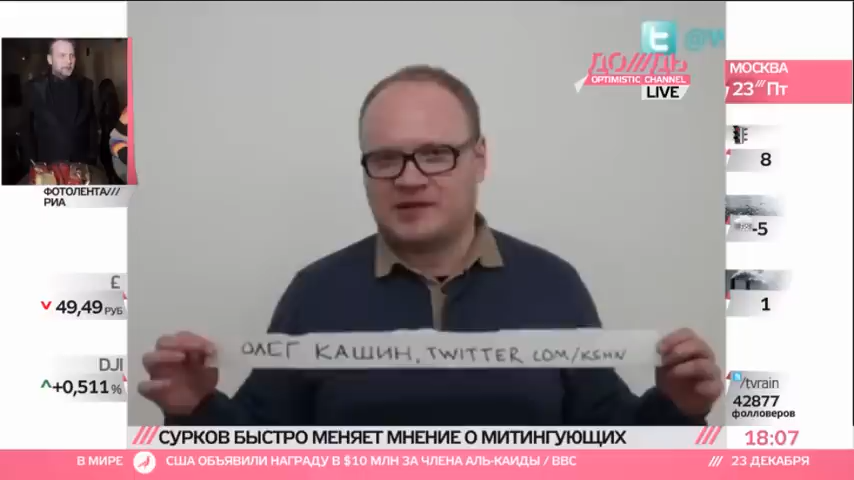 @W
ДОЖДЬ
OPTIMISTIC CHANNEL
LIVE
МОСКВА
23 Пт
8
-5
1
ФОТОЛЕНТА///
РИА
£
49,49 РУБ
DJI
+0,511 %
ОЛЕГ КАШИН, TWITTER COM/KSHN
/tvrain
42877
фолловеров
///СУРКОВ БЫСТРО МЕНЯЕТ МНЕНИЕ О МИТИНГУЮЩИХ /// 18:07
В МИРЕ США ОБЪЯВИЛИ НАГРАДУ В $10 МЛН ЗА ЧЛЕНА АЛЬ-КАИДЫ / BBC /// 23 ДЕКАБРЯ